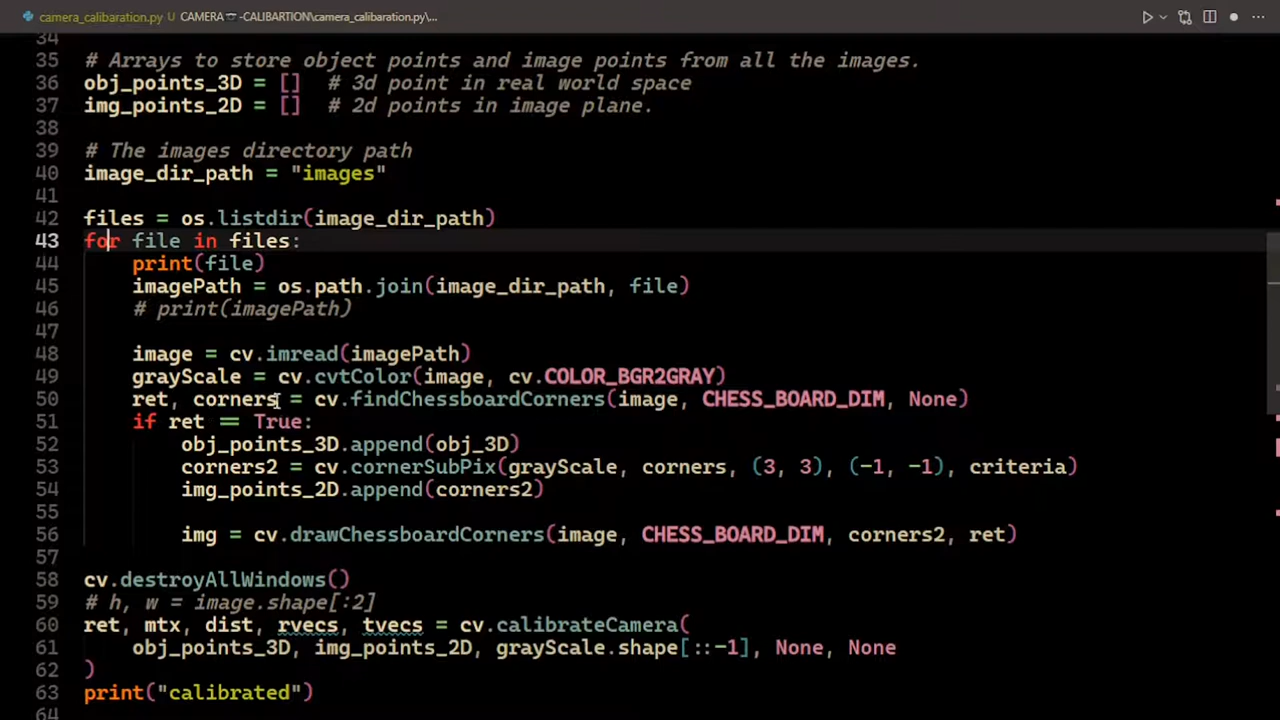 camera_calibaration.py U CAMERA📷-CALIBARTION\camera_calibaration.py\...
34
35 # Arrays to store object points and image points from all the images.
36 obj_points_3D = [] # 3d point in real world space
37 img_points_2D = [] # 2d points in image plane.
38
39 # The images directory path
40 image_dir_path = "images"
41
42 files = os.listdir(image_dir_path)
43 for file in files:
44 print(file)
45 imagePath = os.path.join(image_dir_path, file)
46 # print(imagePath)
47
48 image = cv.imread(imagePath)
49 grayScale = cv.cvtColor(image, cv.COLOR_BGR2GRAY)
50 ret, corners = cv.findChessboardCorners(image, CHESS_BOARD_DIM, None)
51 if ret == True:
52 obj_points_3D.append(obj_3D)
53 corners2 = cv.cornerSubPix(grayScale, corners, (3, 3), (-1, -1), criteria)
54 img_points_2D.append(corners2)
56 img = cv.drawChessboardCorners(image, CHESS_BOARD_DIM, corners2, ret)
57
58 cv.destroyAllWindows()
59 # h, w = image.shape[:2]
60 ret, mtx, dist, rvecs, tvecs = cv.calibrateCamera(
61 obj_points_3D, img_points_2D, grayScale.shape[::-1], None, None
62 )
63 print("calibrated")
64